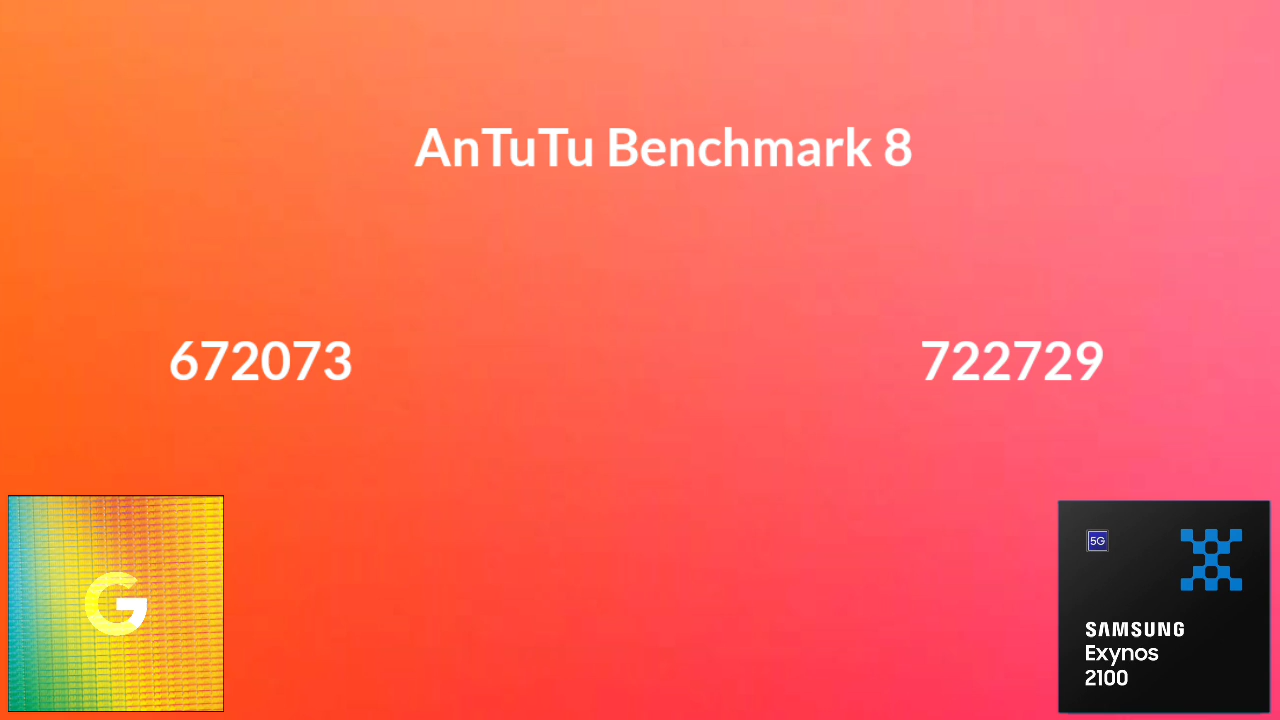 AnTuTu Benchmark 8
672073
722729
G
5G
SAMSUNG
Exynos
2100